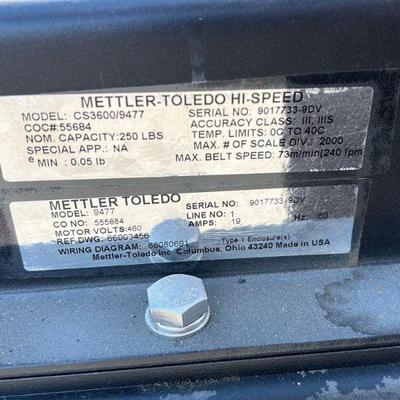 METTLER-TOLEDO HI-SPEED
MODEL: CS3600/9477 SERIAL NO: 9017733-9DV
COC#:55684 ACCURACY CLASS: III, IIIS
NOM. CAPACITY:250 LBS TEMP. LIMITS: 0C TO 40C
SPECIAL APP.: NA MAX. # OF SCALE DIV.: 2000
e MIN : 0.05 lb MAX. BELT SPEED: 73m/min(240 fpm
METTLER TOLEDO
MODEL: 9477 SERIAL NO: 9017733-9DV
CO NO: 555684 LINE NO: 1
MOTOR VOLTS:460 AMPS: 19 Hz: 60
REF.DWG: 66003456
WIRING DIAGRAM: 66080691 Type 1 Enclosure(s)
Mettler-Toledo Inc Columbus, Ohio 43240 Made in USA